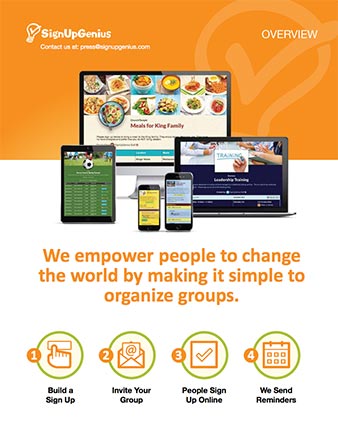 SignUpGenius
Contact us at: press@signupgenius.com
OVERVIEW
Meals for King Family
TRAINING
Leadership Training
We empower people to change
the world by making it simple to
organize groups.
1
2
3
4
Build a
Sign Up
Invite Your
Group
People Sign
Up Online
We Send
Reminders